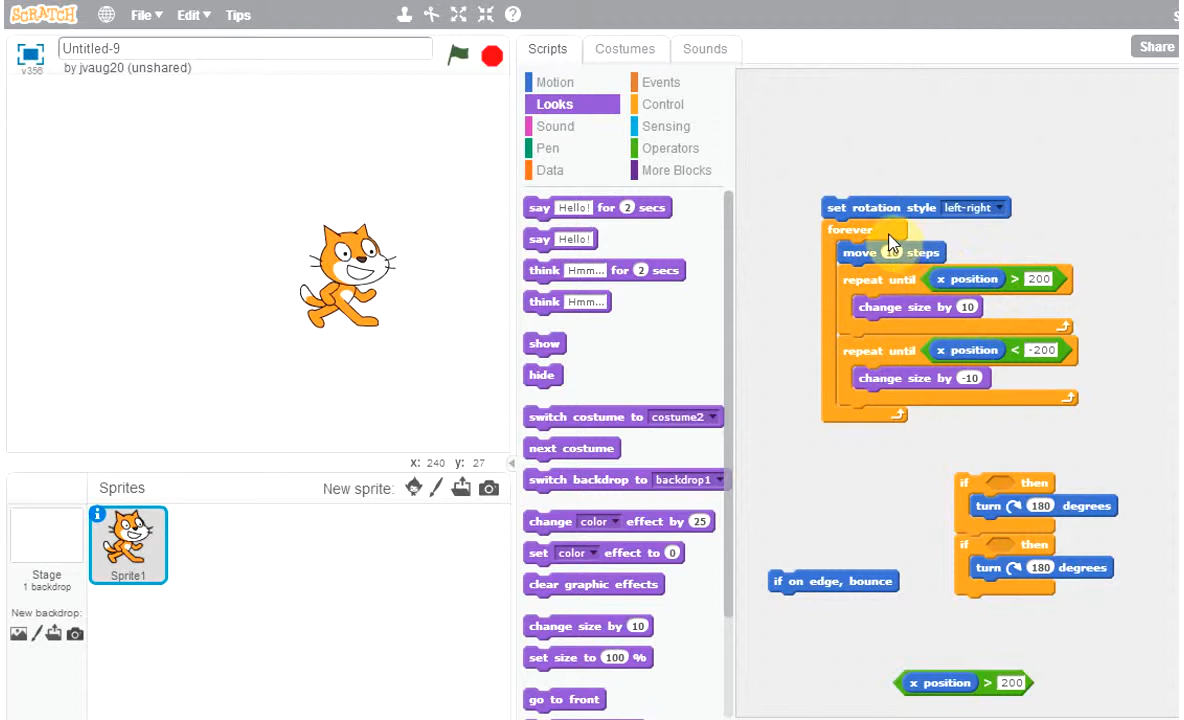 SCRATCH File Edit Tips
S
Untitled-9
v356
by jvaug20 (unshared)
Scripts Costumes Sounds
Share
Motion Events
Looks Control
Sound Sensing
Pen Operators
Data More Blocks
say Hello! for 2 secs
say Hello!
think Hmm... for 2 secs
think Hmm...
show
hide
switch costume to costume2
next costume
switch backdrop to backdrop1
change color effect by 25
set color effect to 0
clear graphic effects
change size by 10
set size to 100 %
go to front
set rotation style left-right
forever
move 10 steps
repeat until x position > 200
change size by 10
repeat until x position < -200
change size by -10
if then
turn 180 degrees
if then
turn 180 degrees
if on edge, bounce
x position > 200
x: 240 y: 27
Sprites New sprite:
Sprite1
Stage
1 backdrop
New backdrop: